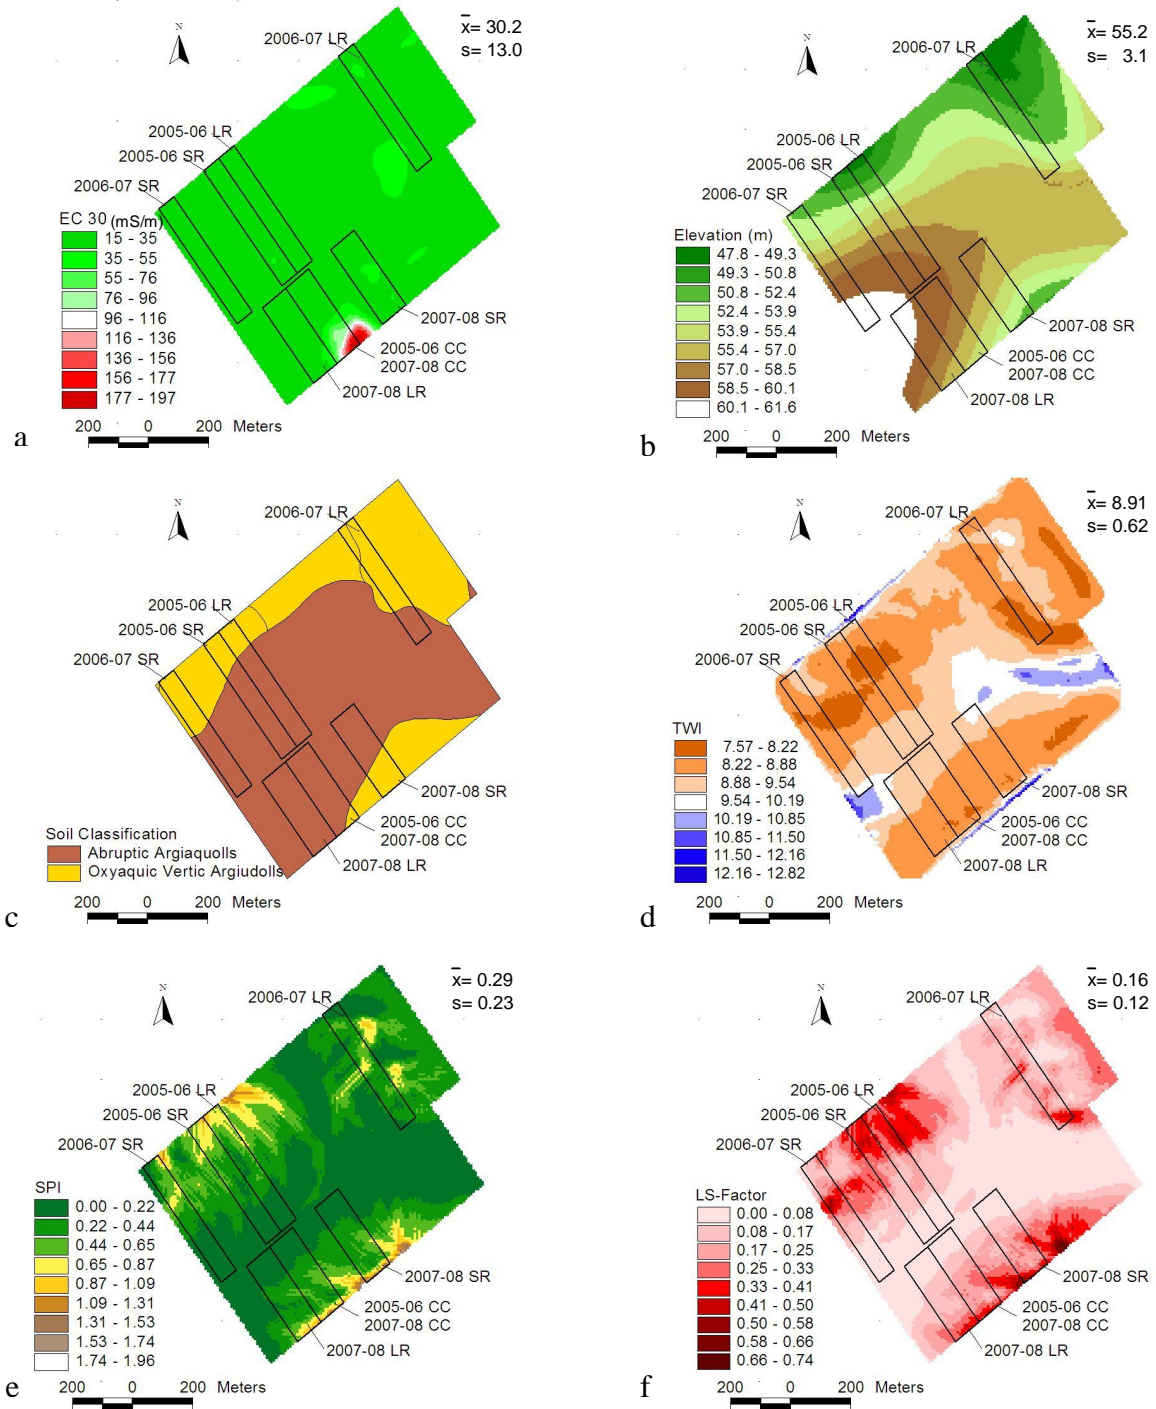 N
2006-07 LR
x̄= 30.2
s= 13.0
2005-06 LR
2005-06 SR
2006-07 SR
EC 30 (mS/m)
15 - 35
35 - 55
55 - 76
76 - 96
96 - 116
116 - 136
136 - 156
156 - 177
177 - 197
2007-08 SR
2005-06 CC
2007-08 CC
2007-08 LR
200 0 200 Meters
a
N
2006-07 LR
x̄= 55.2
s= 3.1
2005-06 LR
2005-06 SR
2006-07 SR
Elevation (m)
47.8 - 49.3
49.3 - 50.8
50.8 - 52.4
52.4 - 53.9
53.9 - 55.4
55.4 - 57.0
57.0 - 58.5
58.5 - 60.1
60.1 - 61.6
2007-08 SR
2005-06 CC
2007-08 CC
2007-08 LR
200 0 200 Meters
b
N
2006-07 LR
2005-06 LR
2005-06 SR
2006-07 SR
2007-08 SR
2005-06 CC
2007-08 CC
2007-08 LR
Soil Classification
Abruptic Argiaquolls
Oxyaquic Vertic Argiudolls
200 0 200 Meters
c
N
2006-07 LR
x̄= 8.91
s= 0.62
2005-06 LR
2005-06 SR
2006-07 SR
TWI
7.57 - 8.22
8.22 - 8.88
8.88 - 9.54
9.54 - 10.19
10.19 - 10.85
10.85 - 11.50
11.50 - 12.16
12.16 - 12.82
2007-08 SR
2005-06 CC
2007-08 CC
2007-08 LR
200 0 200 Meters
d
N
2006-07 LR
x̄= 0.29
s= 0.23
2005-06 LR
2005-06 SR
2006-07 SR
SPI
0.00 - 0.22
0.22 - 0.44
0.44 - 0.65
0.65 - 0.87
0.87 - 1.09
1.09 - 1.31
1.31 - 1.53
1.53 - 1.74
1.74 - 1.96
2007-08 SR
2005-06 CC
2007-08 CC
2007-08 LR
200 0 200 Meters
e
N
2006-07 LR
x̄= 0.16
s= 0.12
2005-06 LR
2005-06 SR
2006-07 SR
LS-Factor
0.00 - 0.08
0.08 - 0.17
0.17 - 0.25
0.25 - 0.33
0.33 - 0.41
0.41 - 0.50
0.50 - 0.58
0.58 - 0.66
0.66 - 0.74
2007-08 SR
2005-06 CC
2007-08 CC
2007-08 LR
200 0 200 Meters
f